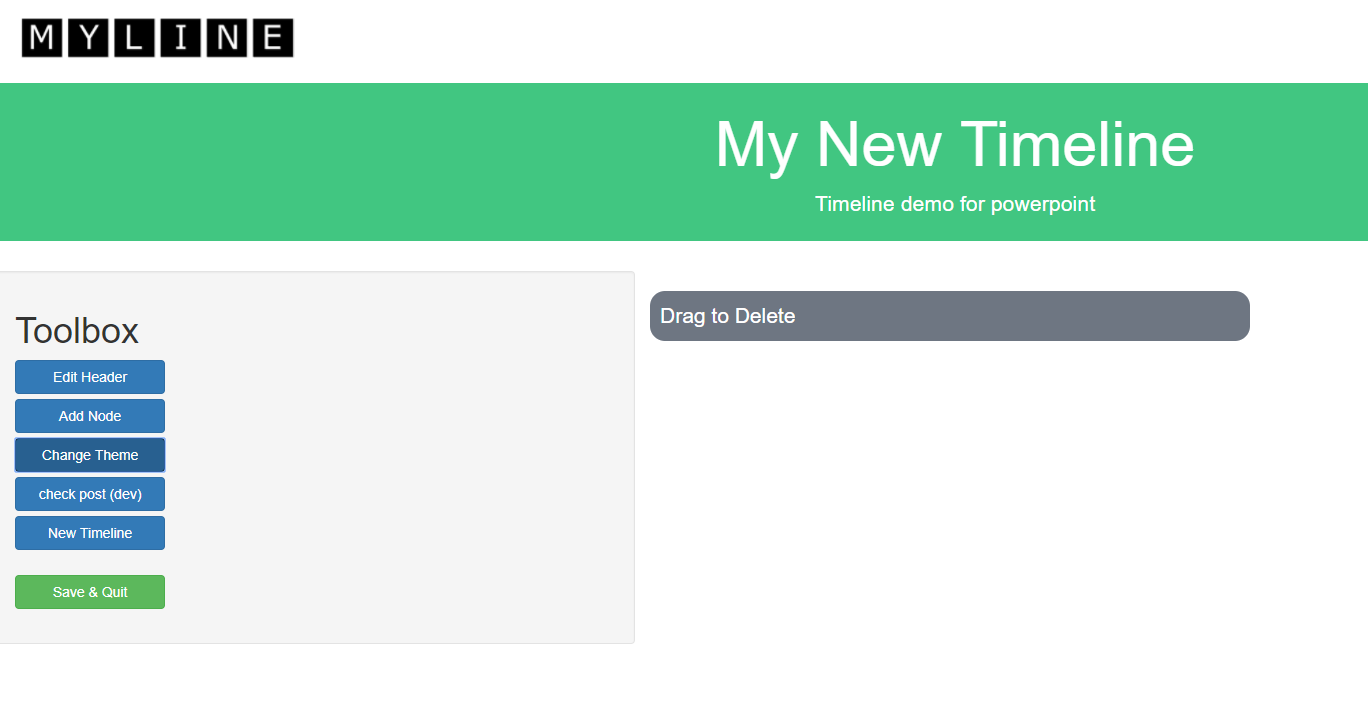 MYLINE
My New Timeline
Timeline demo for powerpoint
Toolbox
Edit Header
Add Node
Change Theme
check post (dev)
New Timeline
Save & Quit
Drag to Delete